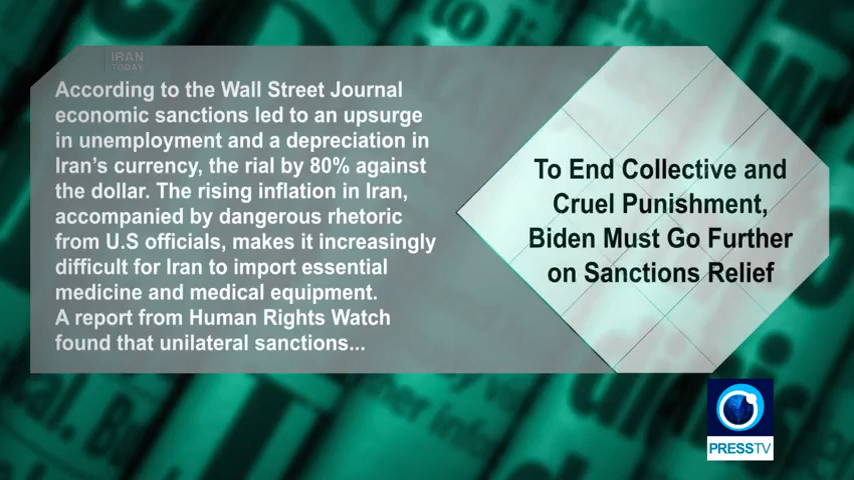 IRAN
TODAY
According to the Wall Street Journal
economic sanctions led to an upsurge
in unemployment and a depreciation in
Iran's currency, the rial by 80% against
the dollar. The rising inflation in Iran,
accompanied by dangerous rhetoric
from U.S officials, makes it increasingly
difficult for Iran to import essential
medicine and medical equipment.
A report from Human Rights Watch
found that unilateral sanctions...
To End Collective and
Cruel Punishment,
Biden Must Go Further
on Sanctions Relief
PRESSTV